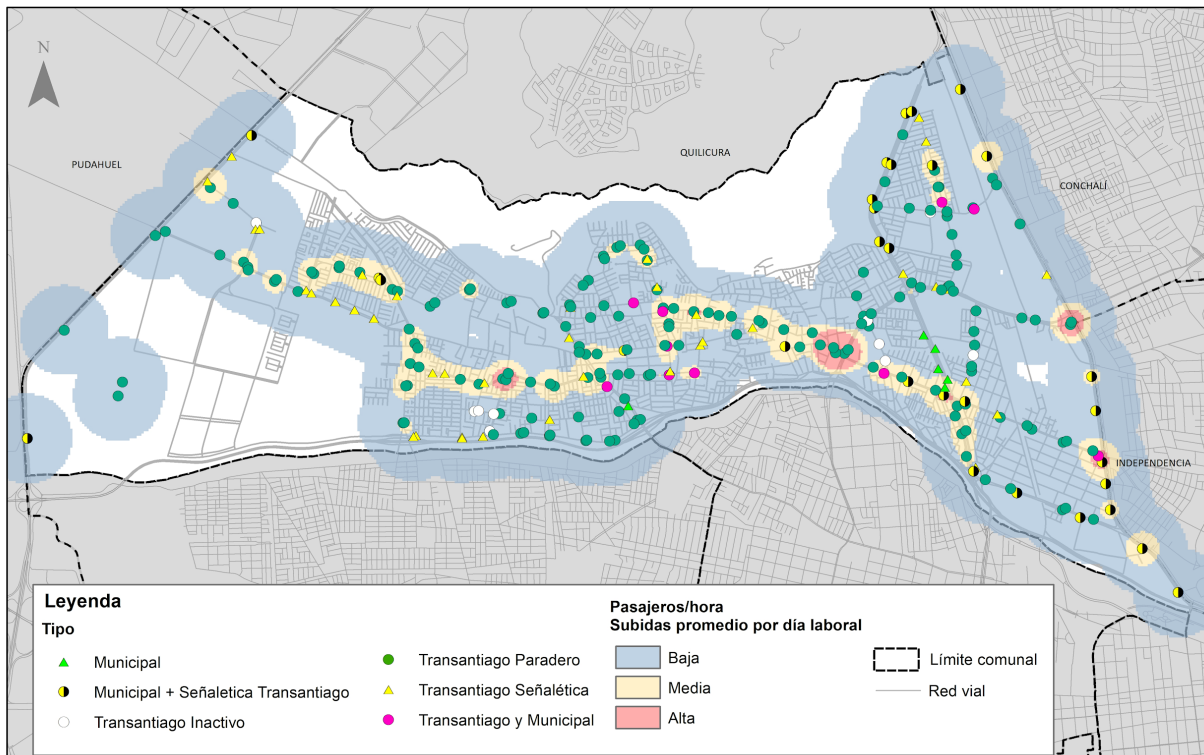 N
PUDAHUEL
QUILICURA
CONCHALÍ
INDEPENDENCIA
Leyenda
Tipo
Municipal
Municipal + Señaletica Transantiago
Transantiago Inactivo
Transantiago Paradero
Transantiago Señalética
Transantiago y Municipal
Pasajeros/hora
Subidas promedio por día laboral
Baja
Media
Alta
Límite comunal
Red vial